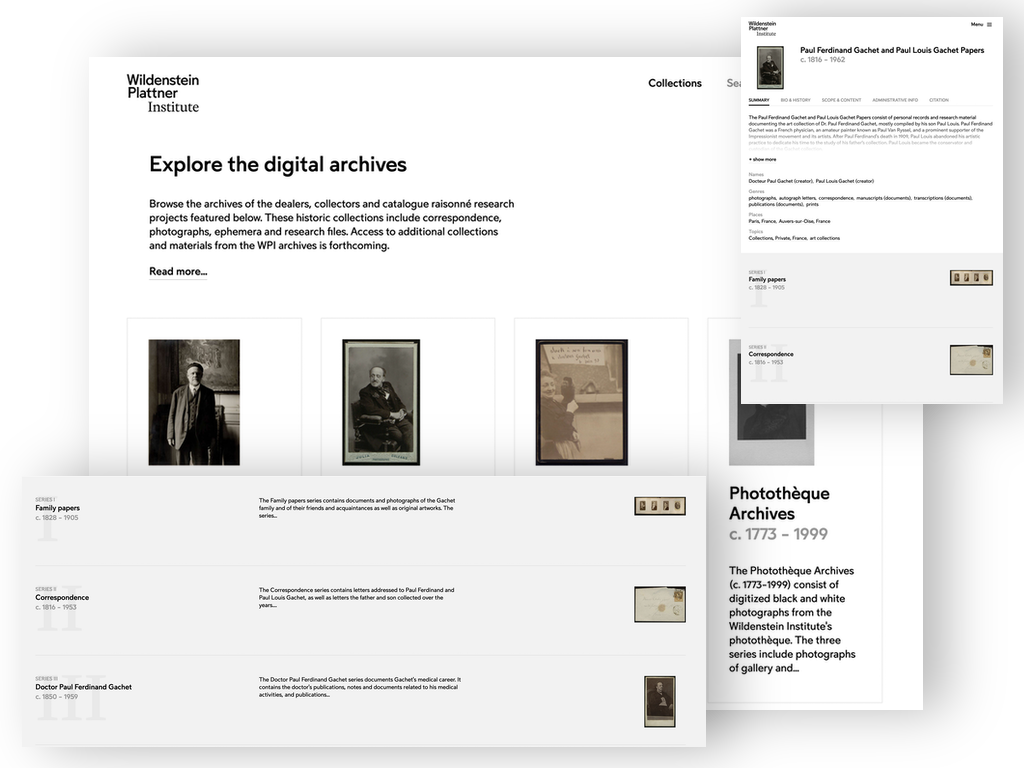 Wildenstein
Plattner
Institute
Collections
Explore the digital archives
Browse the archives of the dealers, collectors and catalogue raisonné research
projects featured below. These historic collections include correspondence,
photographs, ephemera and research files. Access to additional collections
and materials from the WPI archives is forthcoming.
Read more...
Photothèque
Archives
c. 1773 – 1999
The Photothèque Archives
(c. 1773-1999) consist of
digitized black and white
photographs from the
Wildenstein Institute's
photothèque. The three
series include photographs
of gallery and...
Wildenstein
Plattner
Institute
Menu
Paul Ferdinand Gachet and Paul Louis Gachet Papers
c. 1816 – 1962
SUMMARY BIO & HISTORY SCOPE & CONTENT ADMINISTRATIVE INFO CITATION
The Paul Ferdinand Gachet and Paul Louis Gachet Papers consist of personal records and research material
documenting the art collection of Dr. Paul Ferdinand Gachet, mostly compiled by his son Paul Louis. Paul Ferdinand
Gachet was a French physician, an amateur painter known as Paul Van Ryssel, and a prominent supporter of the
Impressionist movement and its artists. After Paul Ferdinand's death in 1909, Paul Louis abandoned his artistic
practice to dedicate his time to the study of his father's collection. Paul Louis became the conservator and
+ show more
Names
Docteur Paul Gachet (creator), Paul Louis Gachet (creator)
Genres
photographs, autograph letters, correspondence, manuscripts (documents), transcriptions (documents),
publications (documents), prints
Places
Paris, France, Auvers-sur-Oise, France
Topics
Collections, Private, France, art collections
SERIES I
I
Family papers
c. 1828 – 1905
SERIES II
II
Correspondence
c. 1816 – 1953
SERIES I
I
Family papers
c. 1828 – 1905
The Family papers series contains documents and photographs of the Gachet
family and of their friends and acquaintances as well as original artworks. The
series...
SERIES II
II
Correspondence
c. 1816 – 1953
The Correspondence series contains letters addressed to Paul Ferdinand and
Paul Louis Gachet, as well as letters the father and son collected over the
years...
SERIES III
III
Doctor Paul Ferdinand Gachet
c. 1850 – 1959
The Doctor Paul Ferdinand Gachet series documents Gachet's medical career. It
contains the doctor's publications, notes and documents related to his medical
activities, and publications...